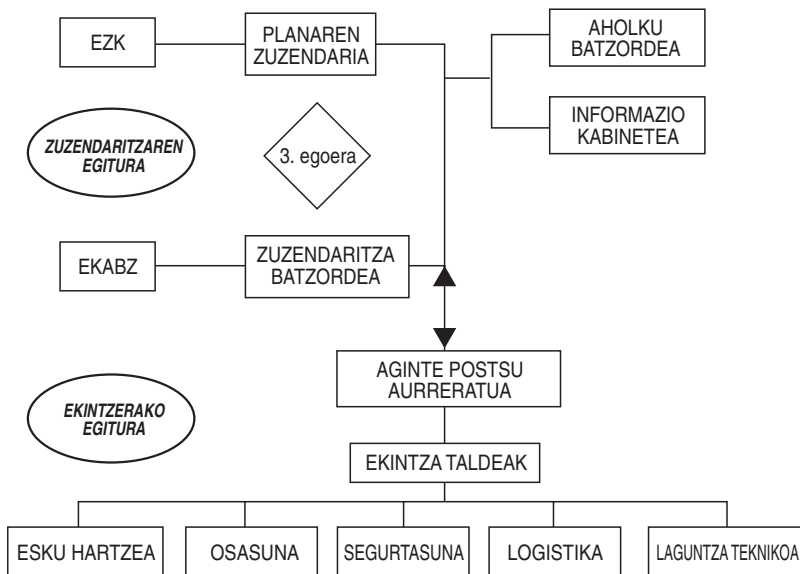 EZK
PLANAREN
ZUZENDARIA
AHOLKU
BATZORDEA
INFORMAZIO
KABINETEA
ZUZENDARITZAREN
EGITURA
3. egoera
EKABZ
ZUZENDARITZA
BATZORDEA
AGINTE POSTSU
AURRERATUA
EKINTZERAKO
EGITURA
EKINTZA TALDEAK
ESKU HARTZEA
OSASUNA
SEGURTASUNA
LOGISTIKA
LAGUNTZA TEKNIKOA